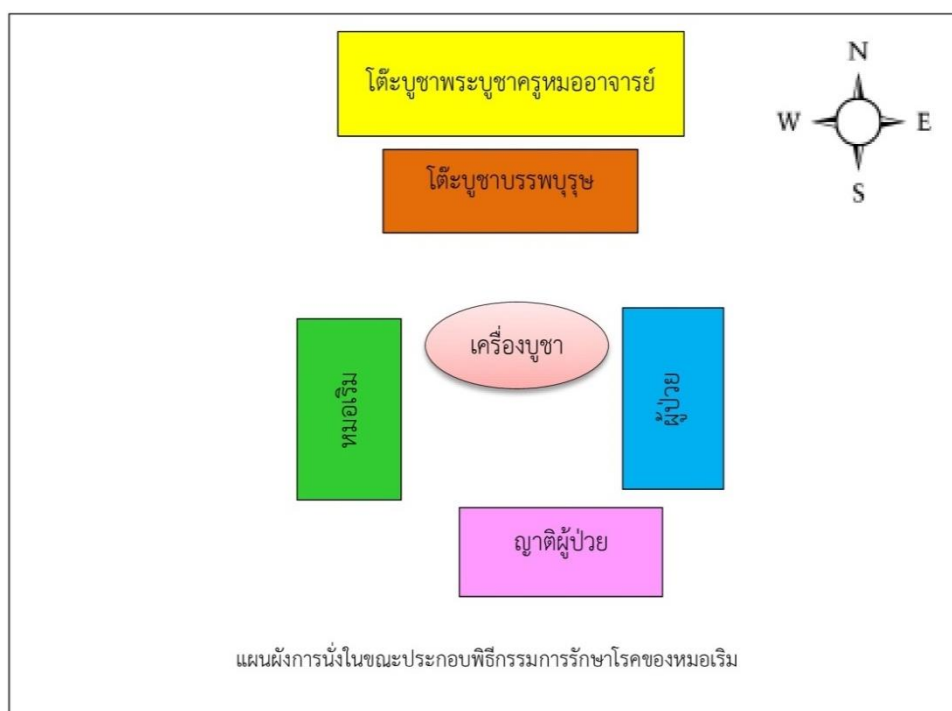 โต๊ะบูชาพระบูชาครูหมออาจารย์
N
W E
S
โต๊ะบูชาบรรพบุรุษ
เครื่องบูชา
หมอเริม
ผู้ป่วย
ญาติผู้ป่วย
แผนผังการนั่งในขณะประกอบพิธีกรรมการรักษาโรคของหมอเริม